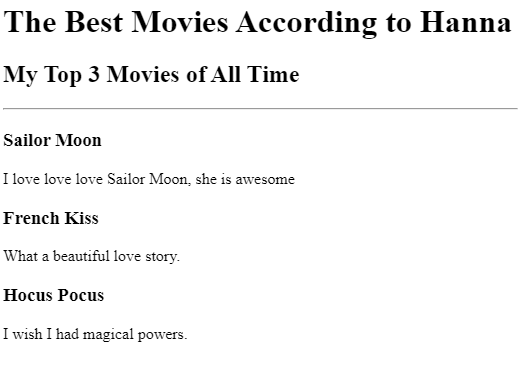 The Best Movies According to Hanna
My Top 3 Movies of All Time
Sailor Moon
I love love love Sailor Moon, she is awesome
French Kiss
What a beautiful love story.
Hocus Pocus
I wish I had magical powers.